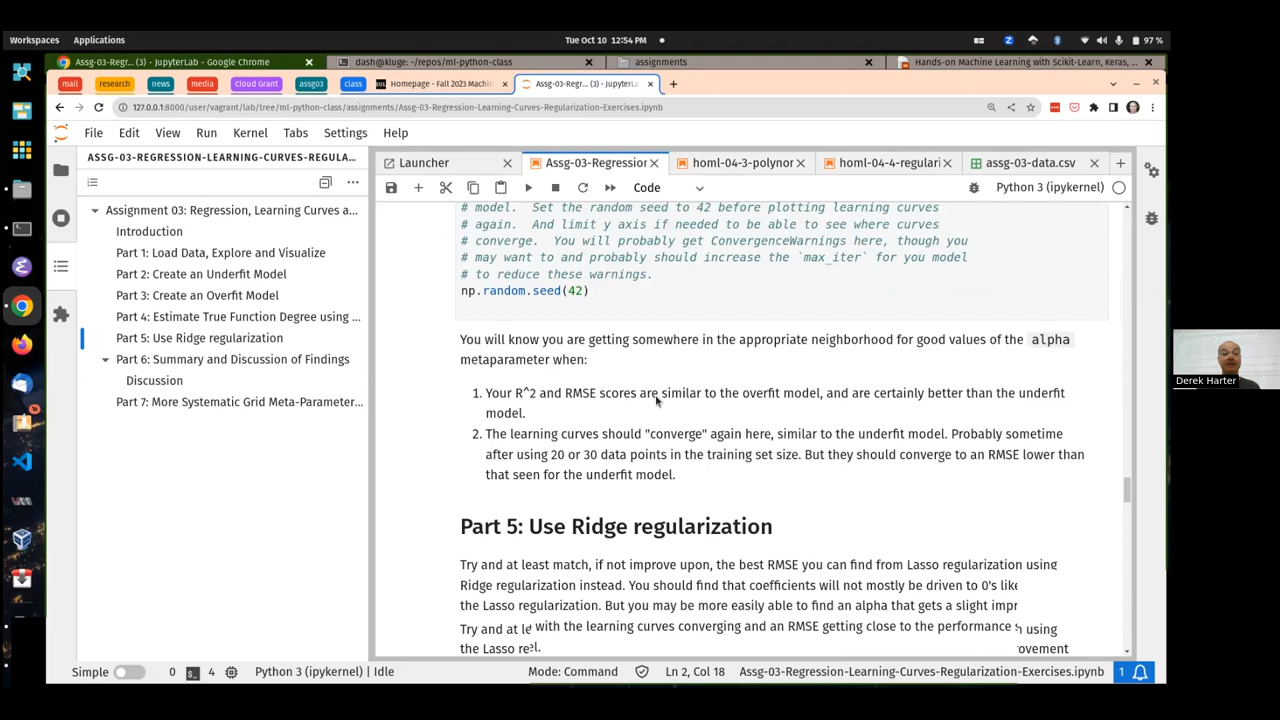 Workspaces Applications Tue Oct 10 12:54 PM 97 %
Assg-03-Regr... (3) - JupyterLab - Google Chrome dash@kluge: ~/repos/ml-python-class assignments Hands-on Machine Learning with Scikit-Learn, Keras, ...
mail research news media Cloud Grant assg03 class Homepage - Fall 2023 Machin Assg-03-Regr... (3) - JupyterL
127.0.0.1:8000/user/vagrant/lab/tree/ml-python-class/assignments/Assg-03-Regression-Learning-Curves-Regularization-Exercises.ipynb
File Edit View Run Kernel Tabs Settings Help
ASSG-03-REGRESSION-LEARNING-CURVES-REGULA...
Launcher Assg-03-Regression homl-04-3-polynor homl-04-4-regulari assg-03-data.csv
Code Python 3 (ipykernel)
Assignment 03: Regression, Learning Curves a...
Introduction
Part 1: Load Data, Explore and Visualize
Part 2: Create an Underfit Model
Part 3: Create an Overfit Model
Part 4: Estimate True Function Degree using ...
Part 5: Use Ridge regularization
Part 6: Summary and Discussion of Findings
Discussion
Part 7: More Systematic Grid Meta-Parameter...
# model. Set the random seed to 42 before plotting learning curves
# again. And limit y axis if needed to be able to see where curves
# converge. You will probably get ConvergenceWarnings here, though you
# may want to and probably should increase the `max_iter` for you model
# to reduce these warnings.
np.random.seed(42)
You will know you are getting somewhere in the appropriate neighborhood for good values of the alpha
metaparameter when:
1. Your R^2 and RMSE scores are similar to the overfit model, and are certainly better than the underfit
model.
2. The learning curves should "converge" again here, similar to the underfit model. Probably sometime
after using 20 or 30 data points in the training set size. But they should converge to an RMSE lower than
that seen for the underfit model.
Part 5: Use Ridge regularization
Try and at least match, if not improve upon, the best RMSE you can find from Lasso regularization using
Ridge regularization instead. You should find that coefficients will not mostly be driven to 0's like
the Lasso regularization. But you may be more easily able to find an alpha that gets a slight impr
Try and at le with the learning curves converging and an RMSE getting close to the performance using
the Lasso re ovement
Derek Harter
Simple 0 4 Python 3 (ipykernel) | Idle Mode: Command Ln 2, Col 18 Assg-03-Regression-Learning-Curves-Regularization-Exercises.ipynb 1